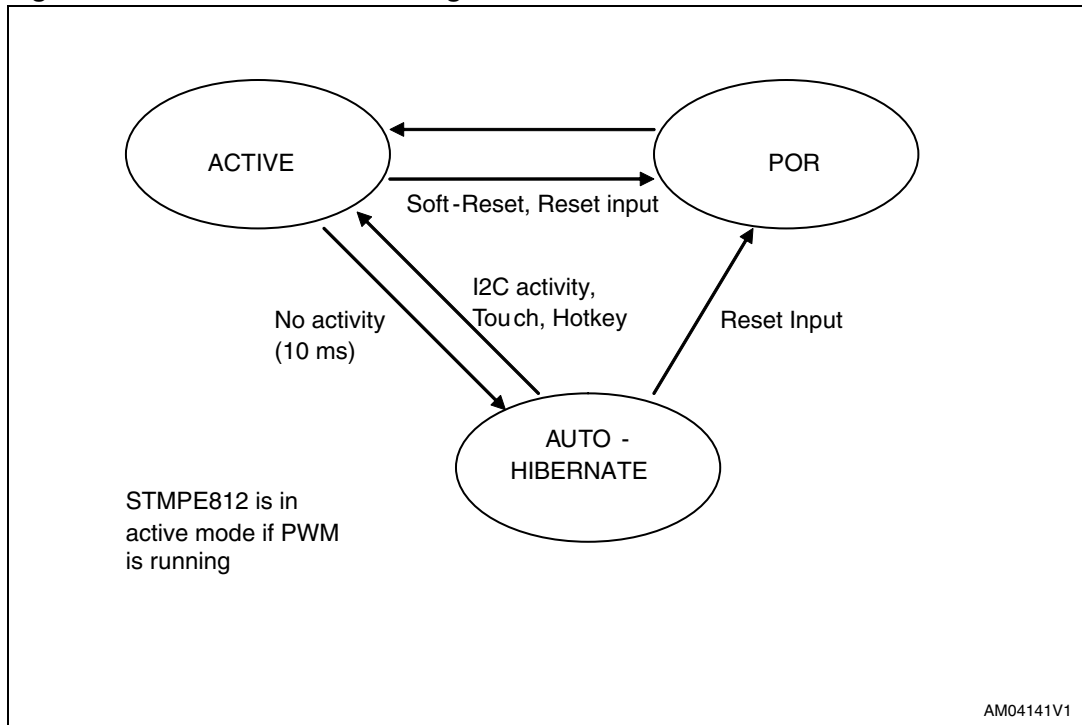 ACTIVE
POR
Soft-Reset, Reset input
I2C activity,
Touch, Hotkey
No activity
(10 ms)
Reset Input
AUTO -
HIBERNATE
STMPE812 is in
active mode if PWM
is running
AM04141V1